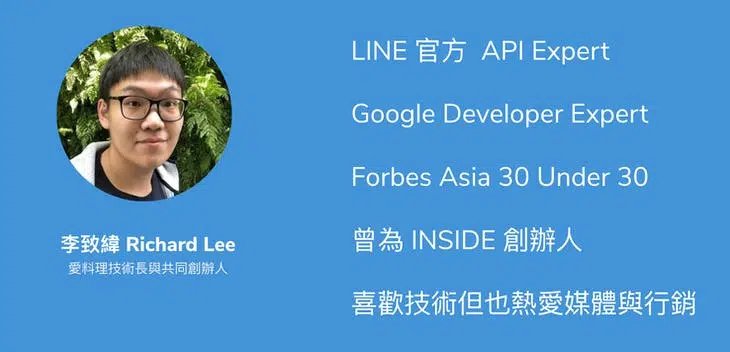 李致緯 Richard Lee
愛料理技術長與共同創辦人
LINE 官方 API Expert
Google Developer Expert
Forbes Asia 30 Under 30
曾為 INSIDE 創辦人
喜歡技術但也熱愛媒體與行銷